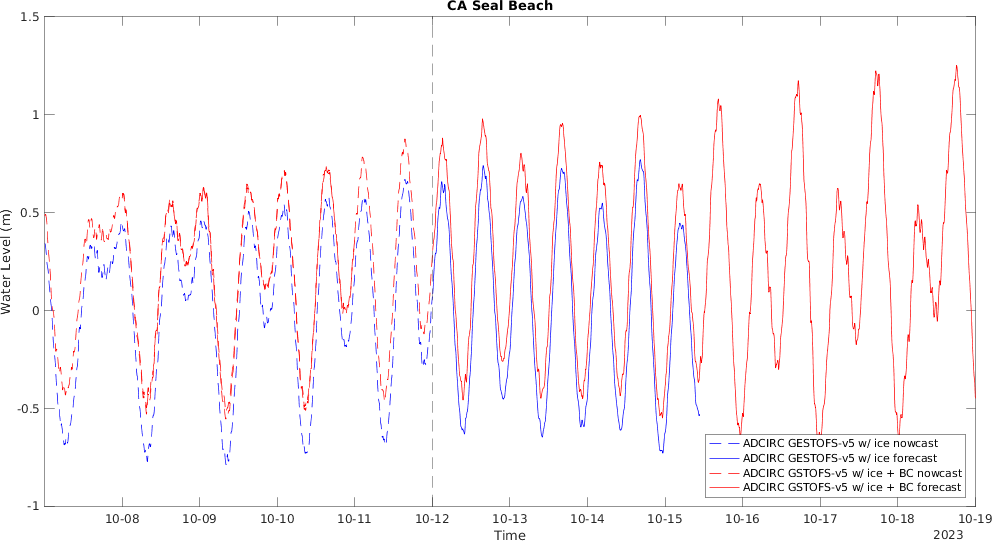 CA Seal Beach
1.5
1
0.5
0
-0.5
-1
Water Level (m)
10-08 10-09 10-10 10-11 10-12 10-13 10-14 10-15 10-16 10-17 10-18 10-19
Time
2023
ADCIRC GESTOFS-v5 w/ ice nowcast
ADCIRC GESTOFS-v5 w/ ice forecast
ADCIRC GSTOFS-v5 w/ ice + BC nowcast
ADCIRC GSTOFS-v5 w/ ice + BC forecast